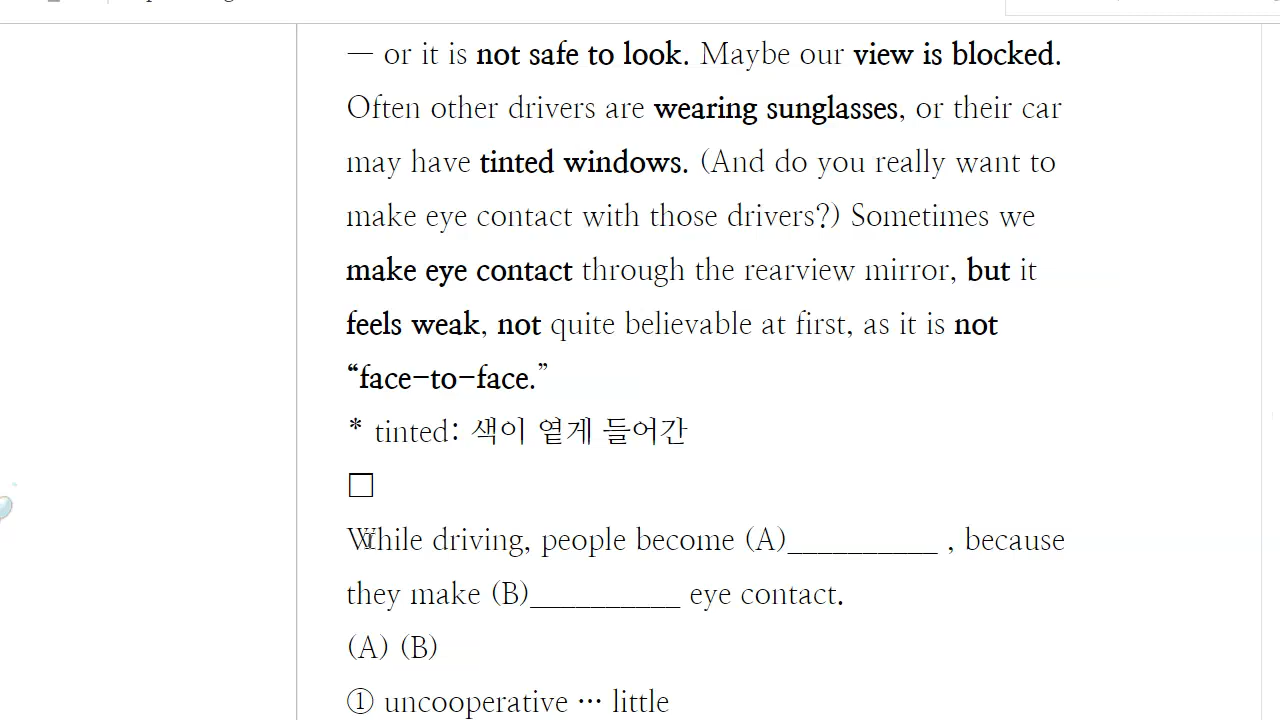 — or it is not safe to look. Maybe our view is blocked.
Often other drivers are wearing sunglasses, or their car
may have tinted windows. (And do you really want to
make eye contact with those drivers?) Sometimes we
make eye contact through the rearview mirror, but it
feels weak, not quite believable at first, as it is not
“face-to-face.”
* tinted: 색이 옅게 들어간
□
While driving, people become (A)__________ , because
they make (B)__________ eye contact.
(A) (B)
① uncooperative … little